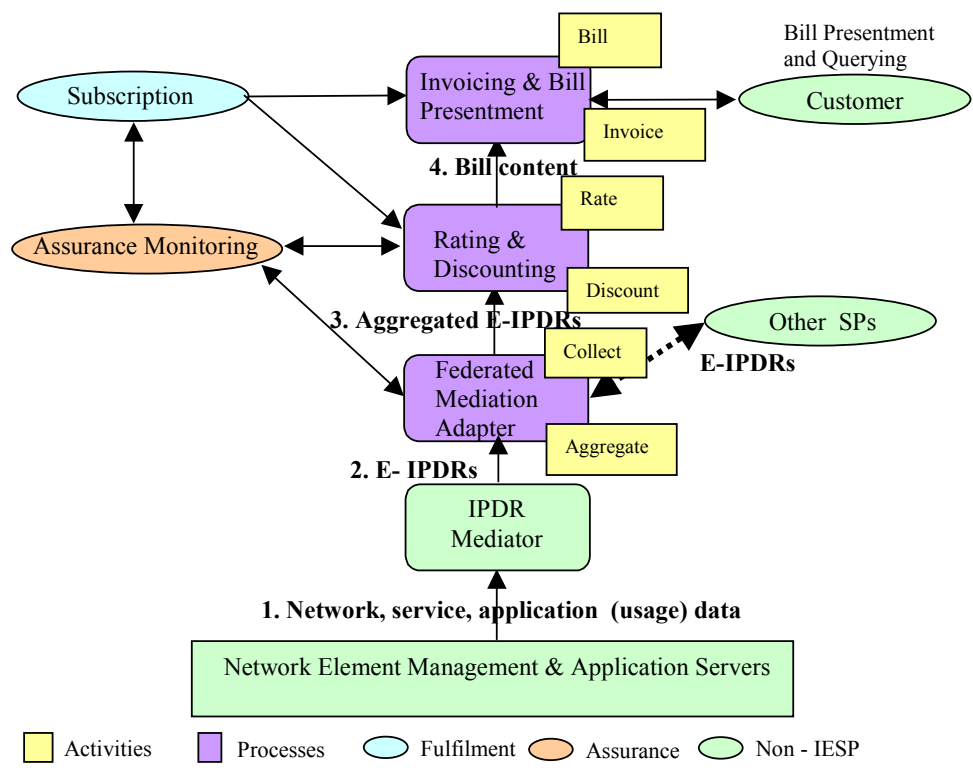 Bill
Bill Presentment
and Querying
Subscription
Invoicing & Bill
Presentment
Customer
Invoice
4. Bill content
Rate
Assurance Monitoring
Rating &
Discounting
Discount
3. Aggregated E-IPDRs
Other SPs
Collect
E-IPDRs
Federated
Mediation
Adapter
Aggregate
2. E- IPDRs
IPDR
Mediator
1. Network, service, application (usage) data
Network Element Management & Application Servers
Activities
Processes
Fulfilment
Assurance
Non - IESP